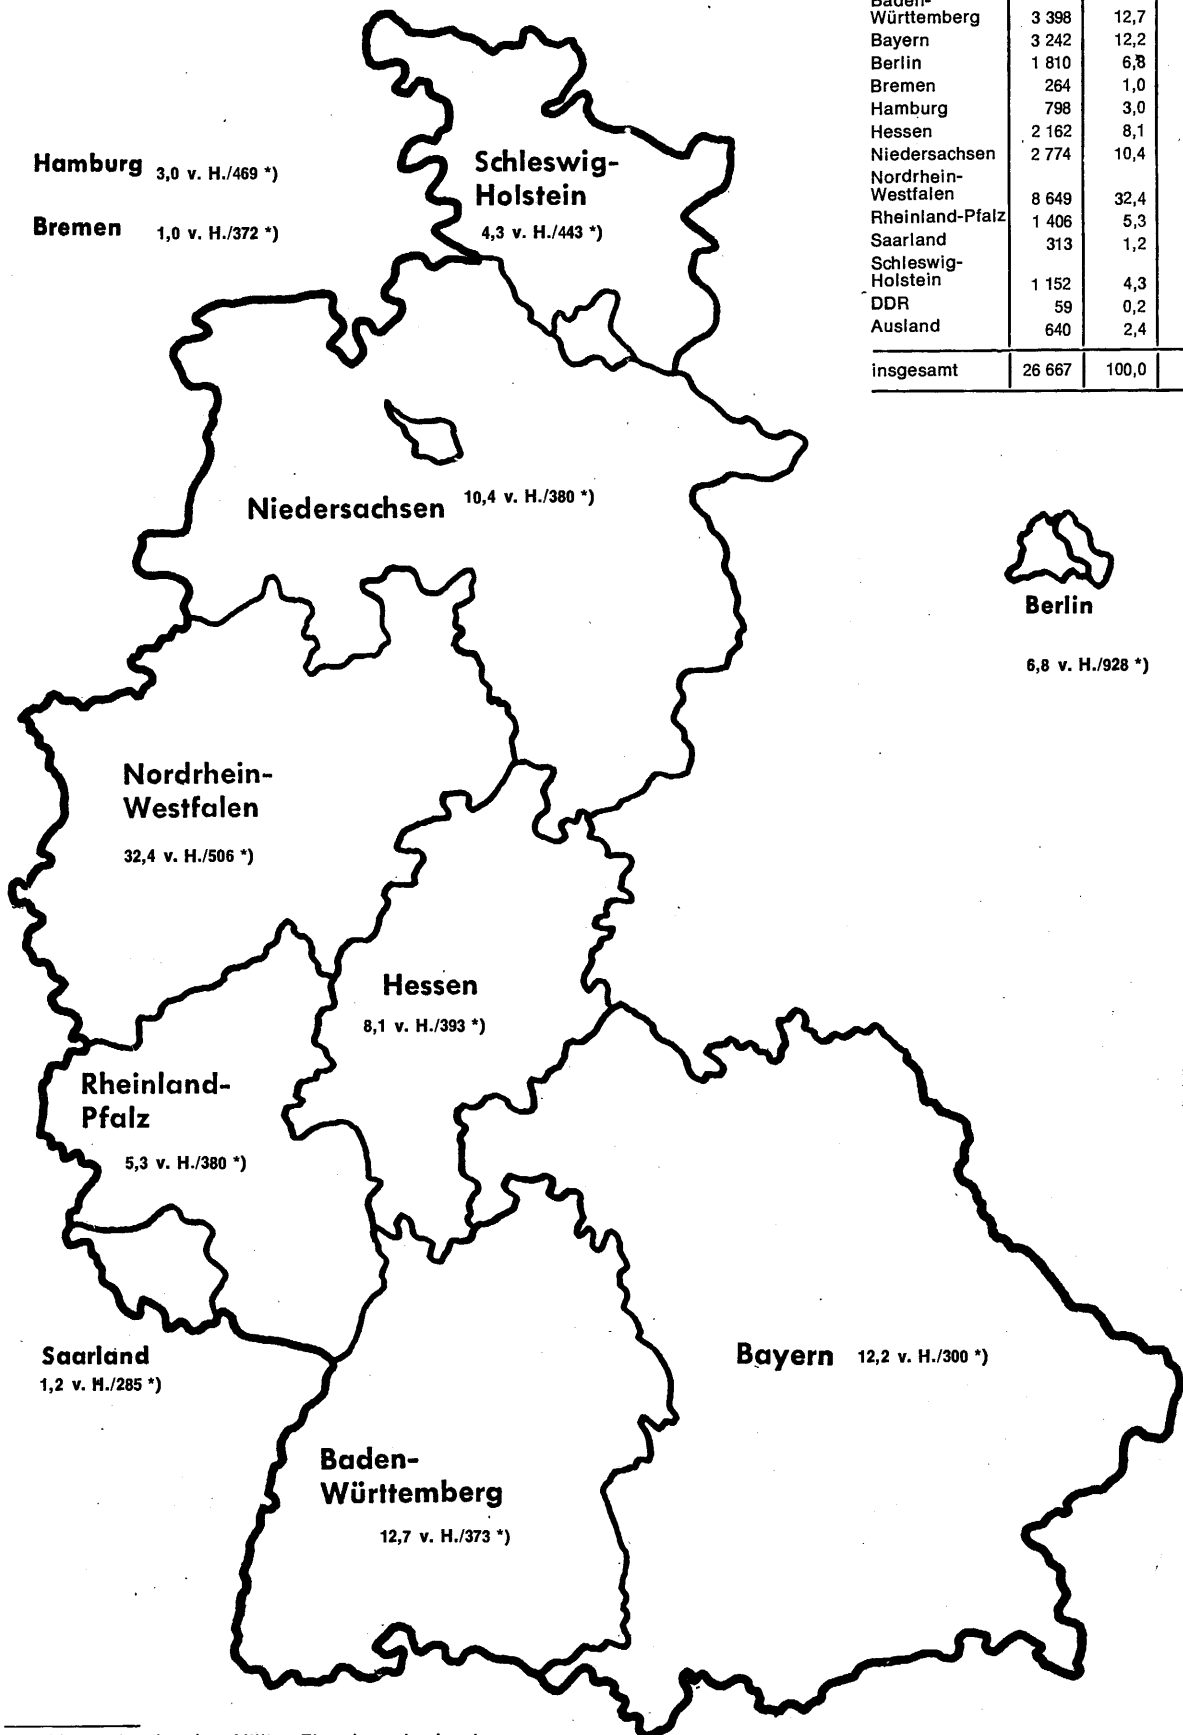 Baden-
Württemberg 3 398 12,7
Bayern 3 242 12,2
Berlin 1 810 6,8
Bremen 264 1,0
Hamburg 798 3,0
Hessen 2 162 8,1
Niedersachsen 2 774 10,4
Nordrhein-
Westfalen 8 649 32,4
Rheinland-Pfalz 1 406 5,3
Saarland 313 1,2
Schleswig-
Holstein 1 152 4,3
DDR 59 0,2
Ausland 640 2,4
insgesamt 26 667 100,0
Hamburg 3,0 v. H./469 *)
Bremen 1,0 v. H./372 *)
Schleswig-
Holstein
4,3 v. H./443 *)
Niedersachsen 10,4 v. H./380 *)
Berlin
6,8 v. H./928 *)
Nordrhein-
Westfalen
32,4 v. H./506 *)
Hessen
8,1 v. H./393 *)
Rheinland-
Pfalz
5,3 v. H./380 *)
Saarland
1,2 v. H./285 *)
Bayern 12,2 v. H./300 *)
Baden-
Württemberg
12,7 v. H./373 *)